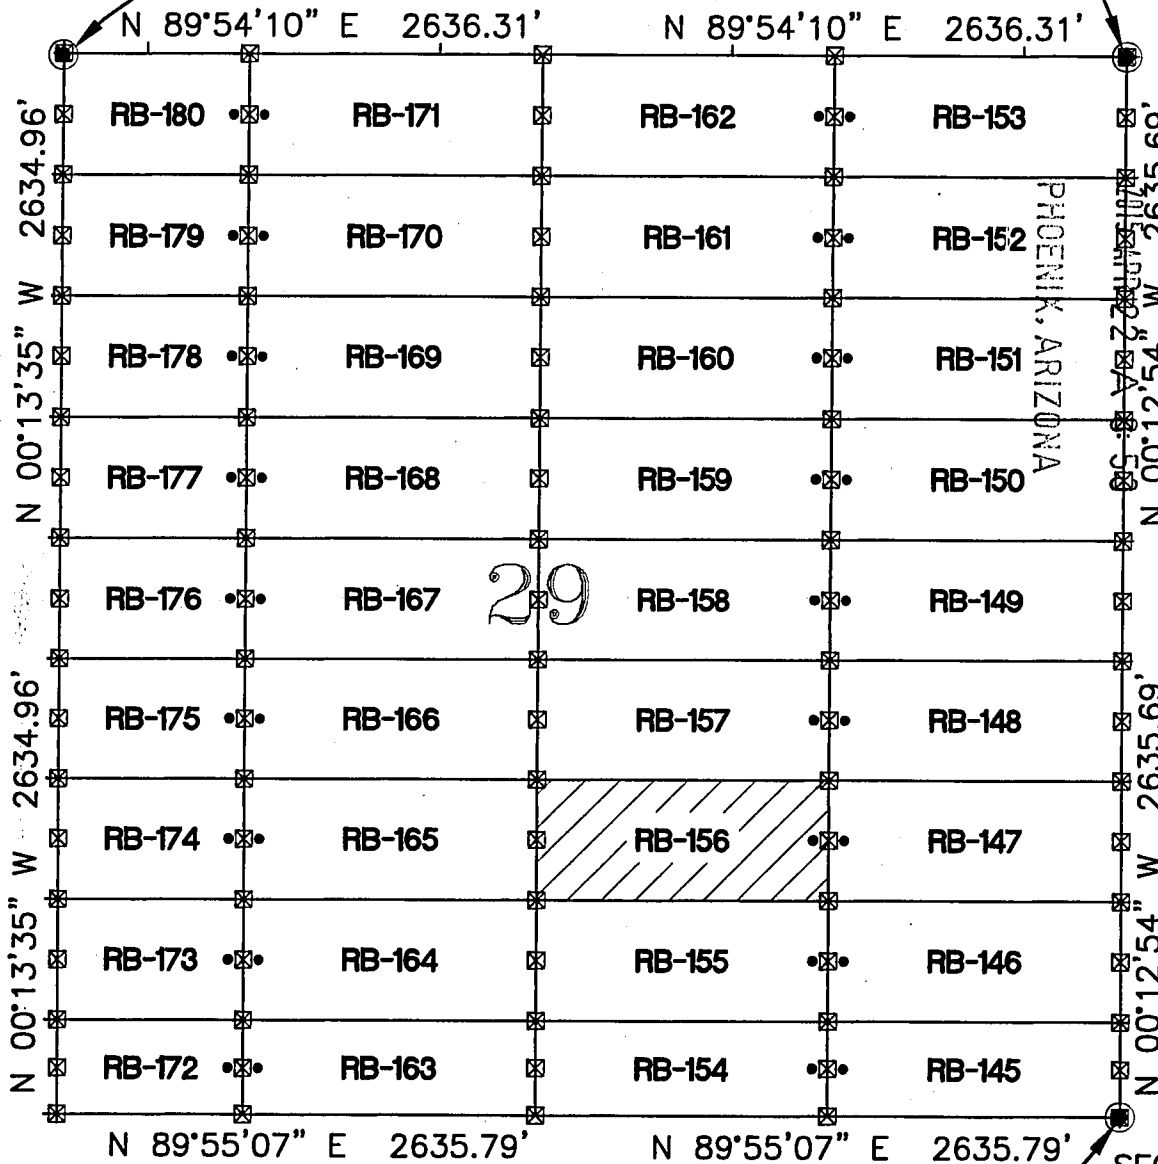 N 89°54'10" E 2636.31' N 89°54'10" E 2636.31'
RB-180 RB-171 RB-162 RB-153
RB-179 RB-170 RB-161 RB-152
RB-178 RB-169 RB-160 RB-151
RB-177 RB-168 RB-159 RB-150
RB-176 RB-167 29 RB-158 RB-149
RB-175 RB-166 RB-157 RB-148
RB-174 RB-165 RB-156 RB-147
RB-173 RB-164 RB-155 RB-146
RB-172 RB-163 RB-154 RB-145
N 89°55'07" E 2635.79' N 89°55'07" E 2635.79'
N 00°13'35" W 2634.96'
N 00°13'35" W 2634.96'
N 00°12'54" W 2635.69'
N 00°12'54" W 2635.69'
PHOENIX, ARIZONA